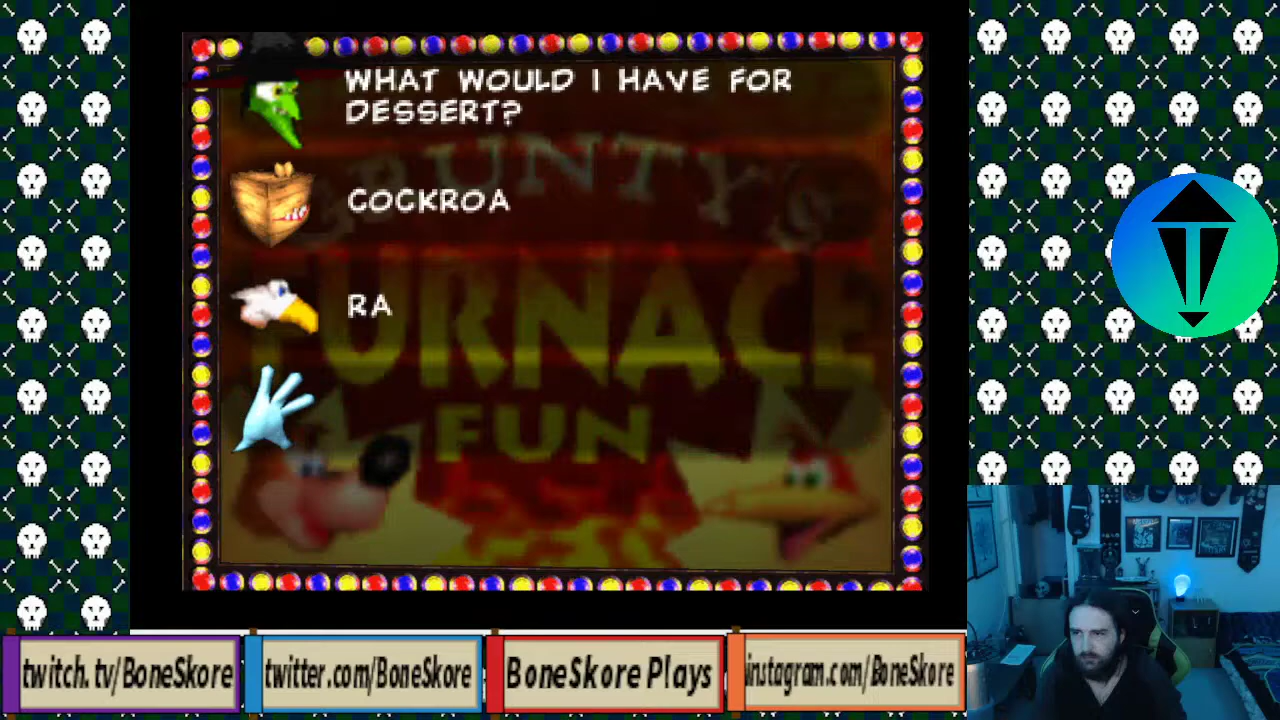 WHAT WOULD I HAVE FOR
DESSERT?
COCKROA
RA
GRUNTY'S
FURNACE
FUN
twitch.tv/BoneSkore
twitter.com/BoneSkore
BoneSkore Plays
instagram.com/BoneSkore